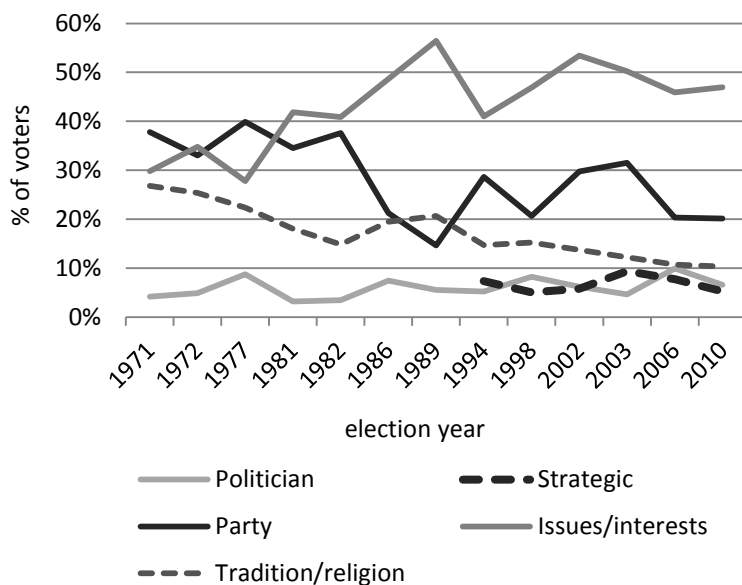 60%
50%
40%
30%
20%
10%
0%
% of voters
1971
1972
1977
1981
1982
1986
1989
1994
1998
2002
2003
2006
2010
election year
Politician
Strategic
Party
Issues/interests
Tradition/religion